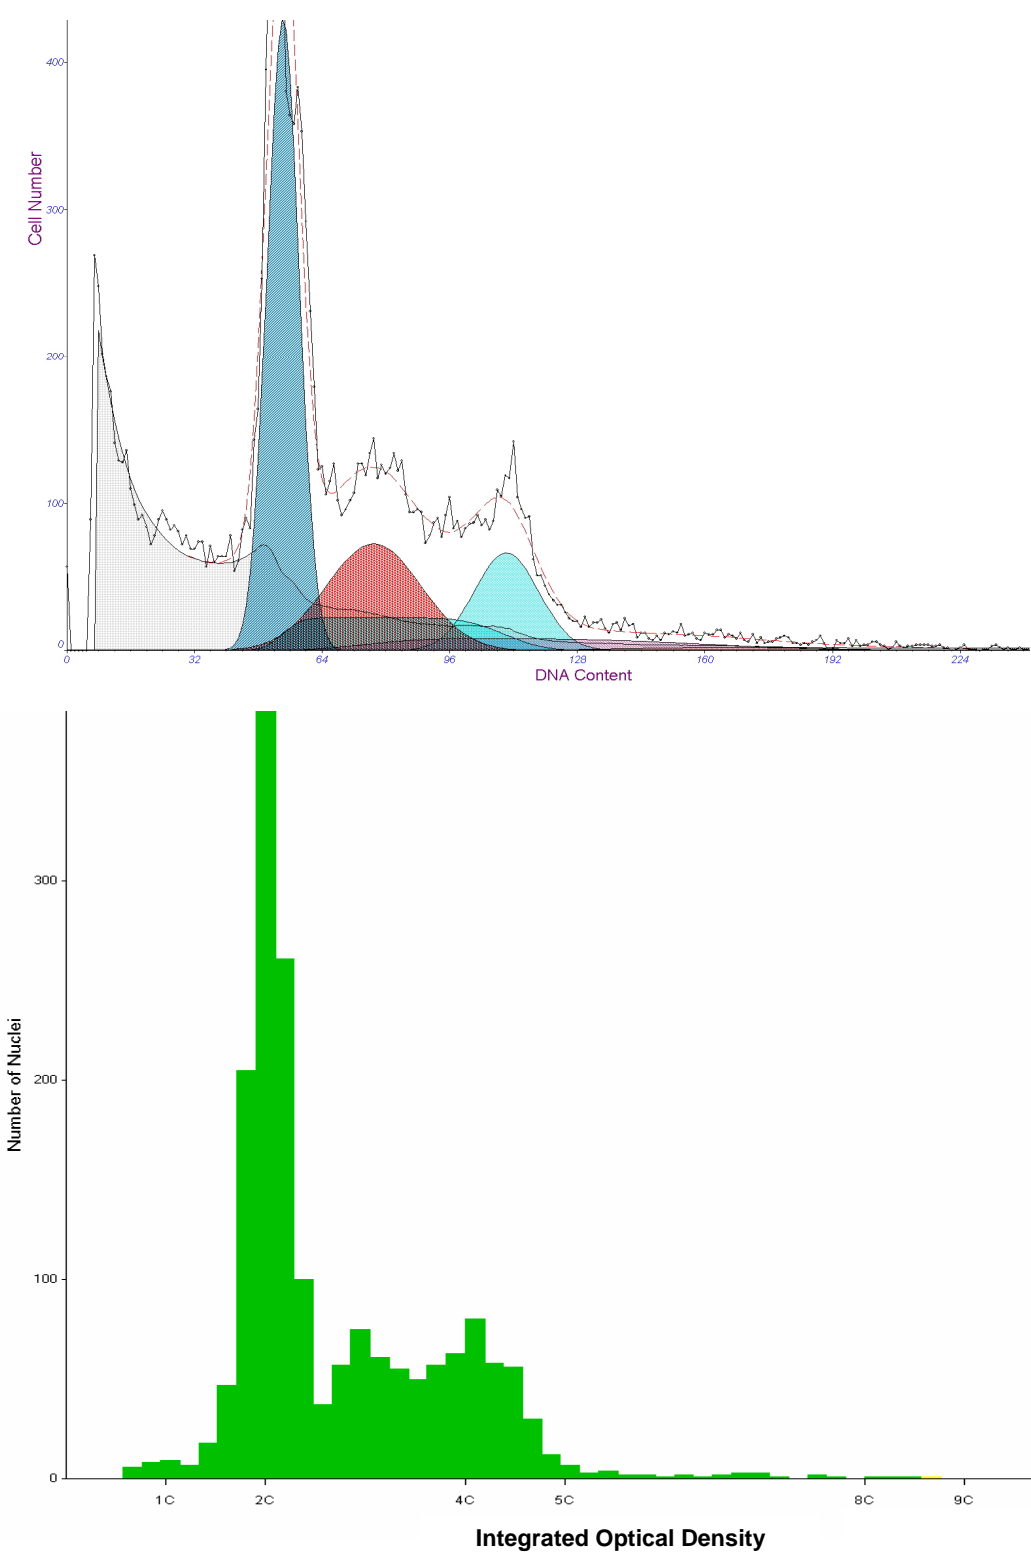 400
300
200
100
0
Cell Number
0 32 64 96 128 160 192 224
DNA Content
300
200
100
0
Number of Nuclei
1C 2C 4C 5C 8C 9C
Integrated Optical Density